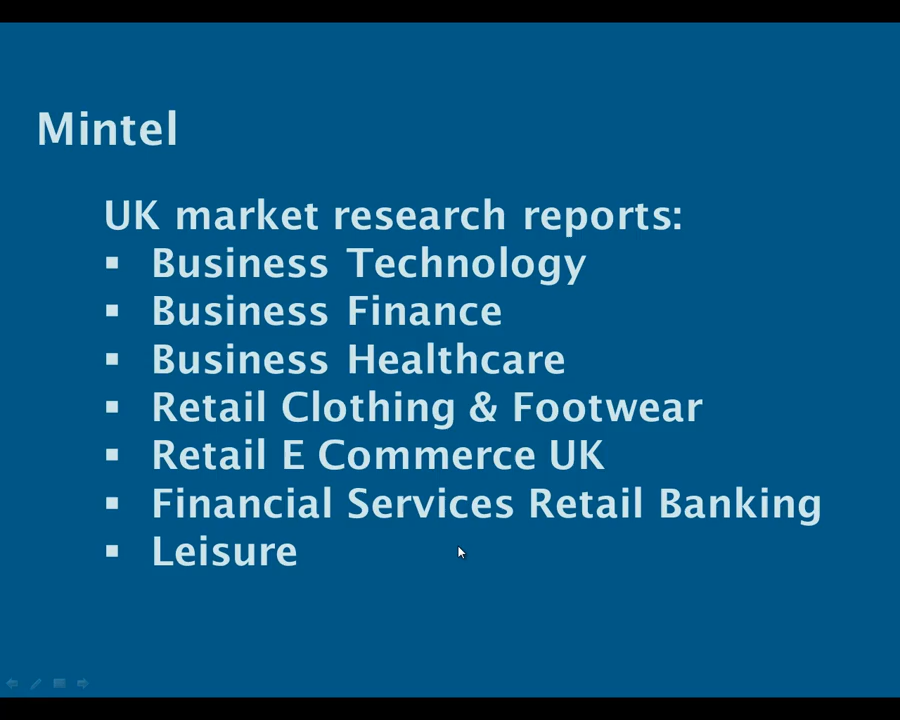 Mintel
UK market research reports:
▪ Business Technology
▪ Business Finance
▪ Business Healthcare
▪ Retail Clothing & Footwear
▪ Retail E Commerce UK
▪ Financial Services Retail Banking
▪ Leisure